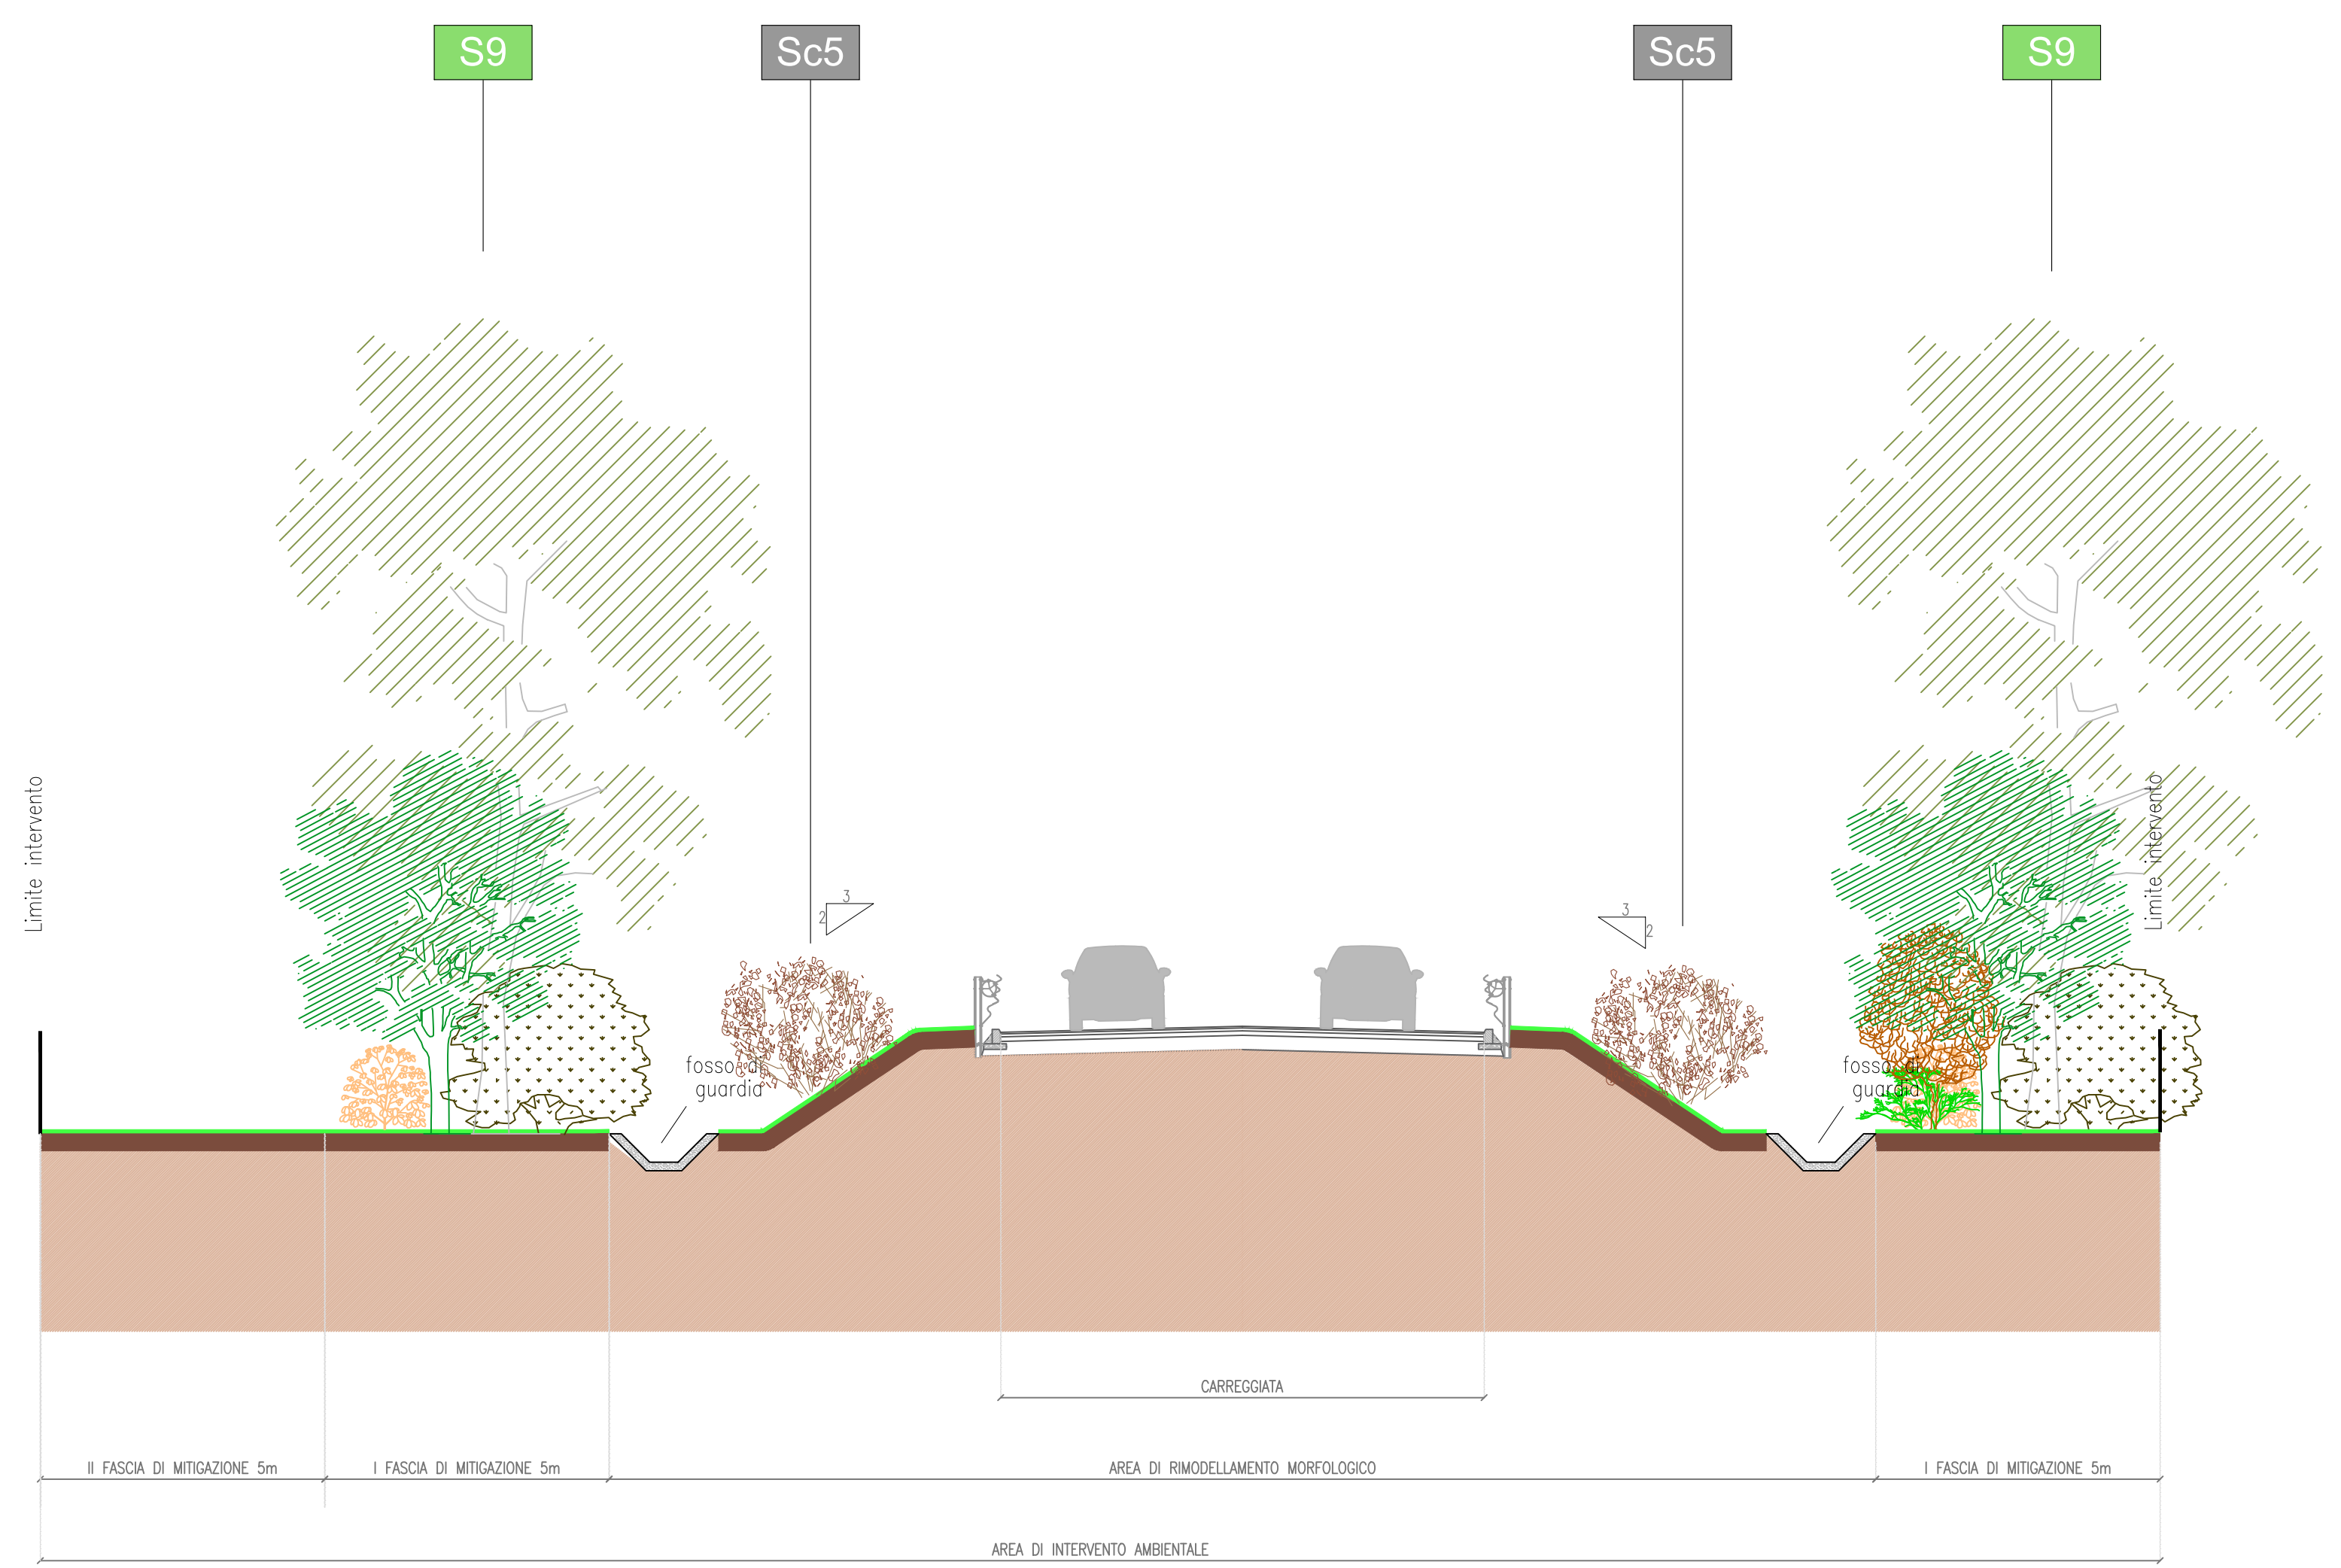 S9
Sc5
Sc5
S9
Limite intervento
Limite intervento
3
2
3
2
fosso di
guardia
fosso di
guardia
CARREGGIATA
II FASCIA DI MITIGAZIONE 5m
I FASCIA DI MITIGAZIONE 5m
AREA DI RIMODELLAMENTO MORFOLOGICO
I FASCIA DI MITIGAZIONE 5m
AREA DI INTERVENTO AMBIENTALE